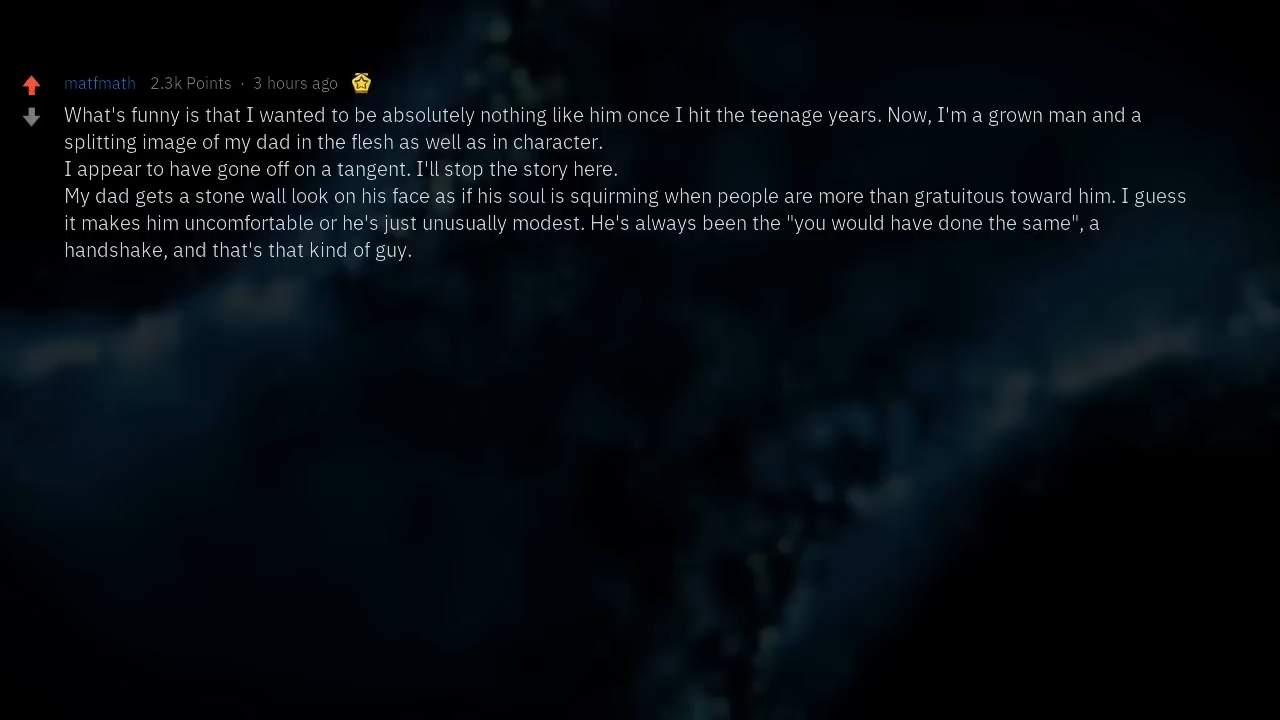 matfmath 2.3k Points · 3 hours ago
What's funny is that I wanted to be absolutely nothing like him once I hit the teenage years. Now, I'm a grown man and a
splitting image of my dad in the flesh as well as in character.
I appear to have gone off on a tangent. I'll stop the story here.
My dad gets a stone wall look on his face as if his soul is squirming when people are more than gratuitous toward him. I guess
it makes him uncomfortable or he's just unusually modest. He's always been the "you would have done the same", a
handshake, and that's that kind of guy.